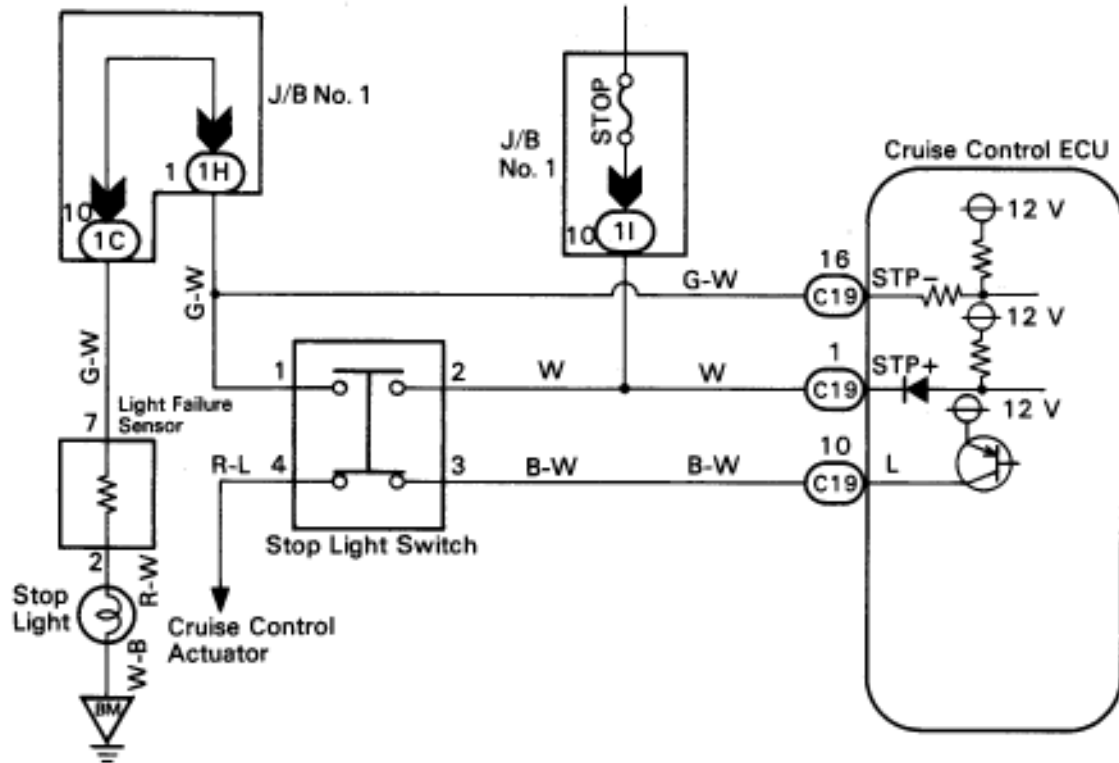 J/B No. 1
1
1H
10
1C
STOP
J/B
No. 1
10
1I
Cruise Control ECU
12 V
16
C19
STP-
G-W
12 V
G-W
1
C19
STP+
W
W
12 V
1
2
G-W
Light Failure
Sensor
7
R-L
4
3
B-W
B-W
10
C19
L
Stop Light Switch
2
R-W
Stop
Light
Cruise Control
Actuator
W-B
BM